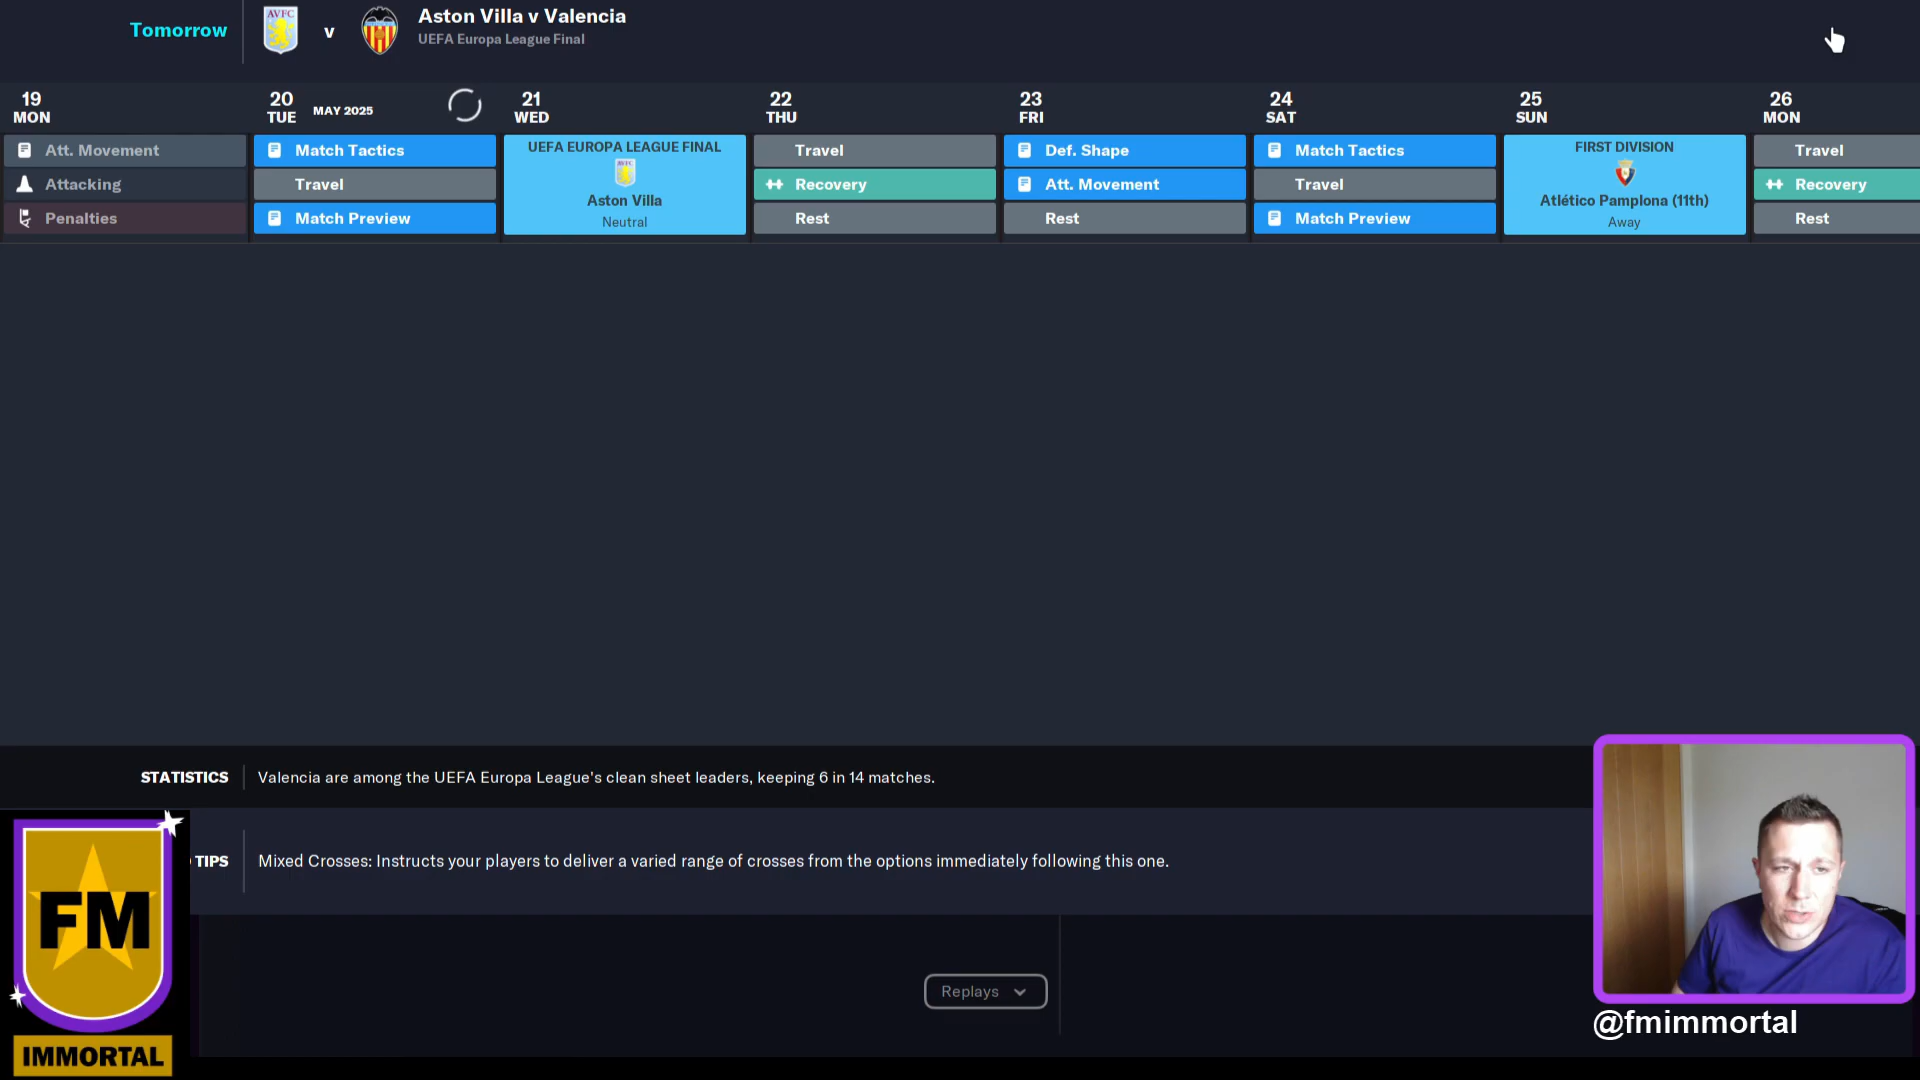 Tomorrow
AVFC
v
Aston Villa v Valencia
UEFA Europa League Final
19
MON
20
TUE
MAY 2025
21
WED
22
THU
23
FRI
24
SAT
25
SUN
26
MON
Att. Movement
Attacking
Penalties
Match Tactics
Travel
Match Preview
UEFA EUROPA LEAGUE FINAL
AVFC
Aston Villa
Neutral
Travel
Recovery
Rest
Def. Shape
Att. Movement
Rest
Match Tactics
Travel
Match Preview
FIRST DIVISION
Atlético Pamplona (11th)
Away
Travel
Recovery
Rest
STATISTICS
Valencia are among the UEFA Europa League's clean sheet leaders, keeping 6 in 14 matches.
TIPS
Mixed Crosses: Instructs your players to deliver a varied range of crosses from the options immediately following this one.
Replays
FM
IMMORTAL
@fmimmortal